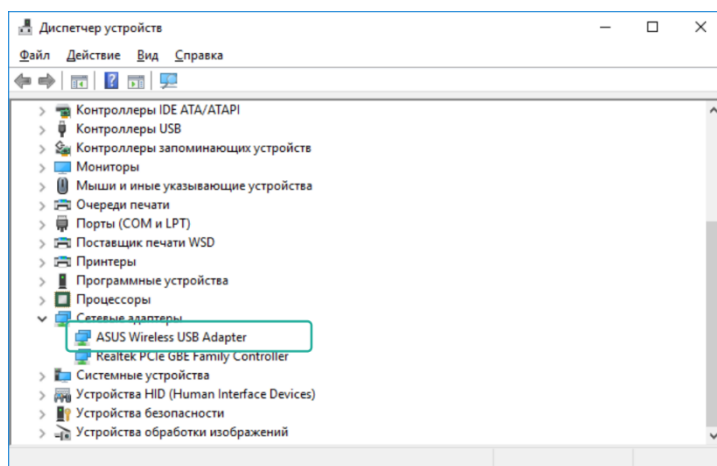 Диспетчер устройств
Файл Действие Вид Справка
Контроллеры IDE ATA/ATAPI
Контроллеры USB
Контроллеры запоминающих устройств
Мониторы
Мыши и иные указывающие устройства
Очереди печати
Порты (COM и LPT)
Поставщик печати WSD
Принтеры
Программные устройства
Процессоры
Сетевые адаптеры
ASUS Wireless USB Adapter
Realtek PCIe GBE Family Controller
Системные устройства
Устройства HID (Human Interface Devices)
Устройства безопасности
Устройства обработки изображений